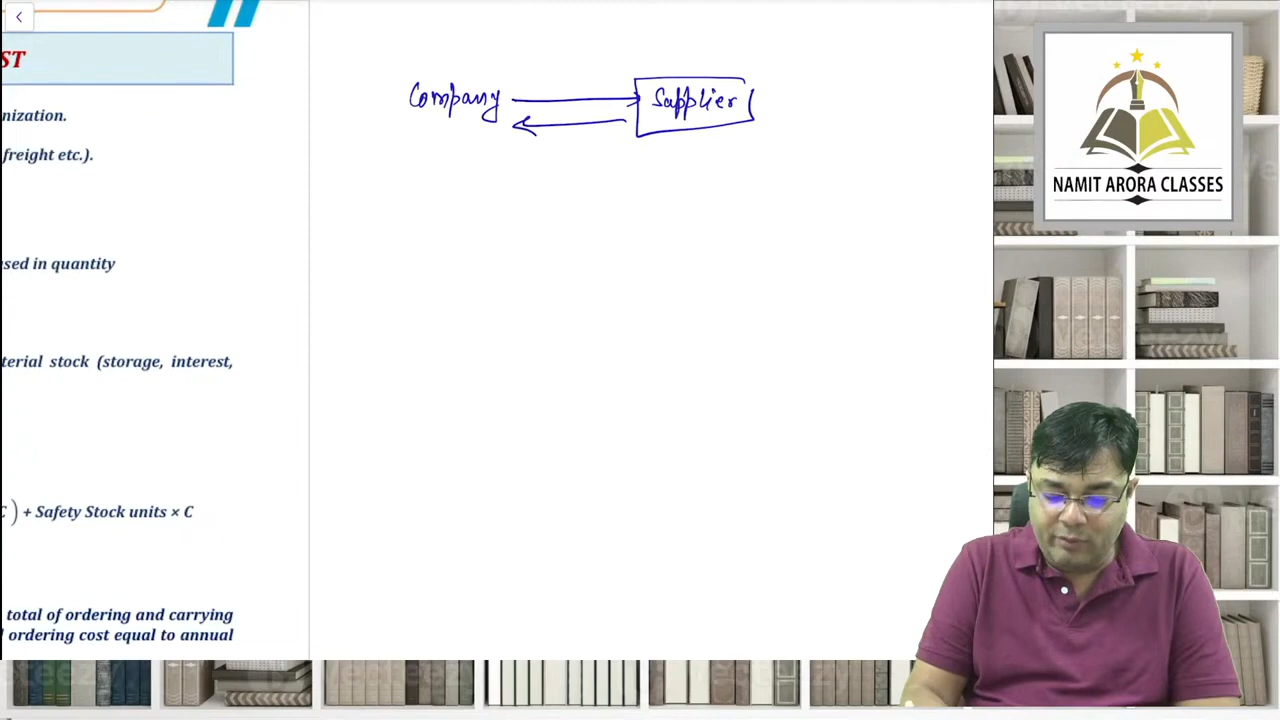 ST
nization.
freight etc.).
ised in quantity
terial stock (storage, interest,
C ) + Safety Stock units × C
total of ordering and carrying
ordering cost equal to annual
Company
Supplier
NAMIT ARORA CLASSES